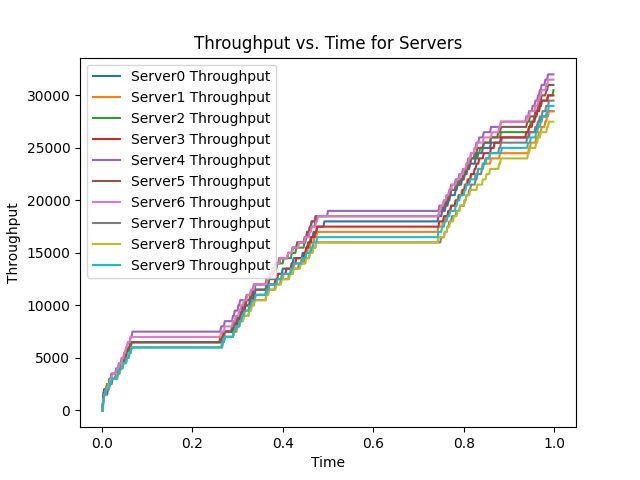 Throughput vs. Time for Servers
Server0 Throughput
Server1 Throughput
Server2 Throughput
Server3 Throughput
Server4 Throughput
Server5 Throughput
Server6 Throughput
Server7 Throughput
Server8 Throughput
Server9 Throughput
Throughput
30000
25000
20000
15000
10000
5000
0
0.0 0.2 0.4 0.6 0.8 1.0
Time